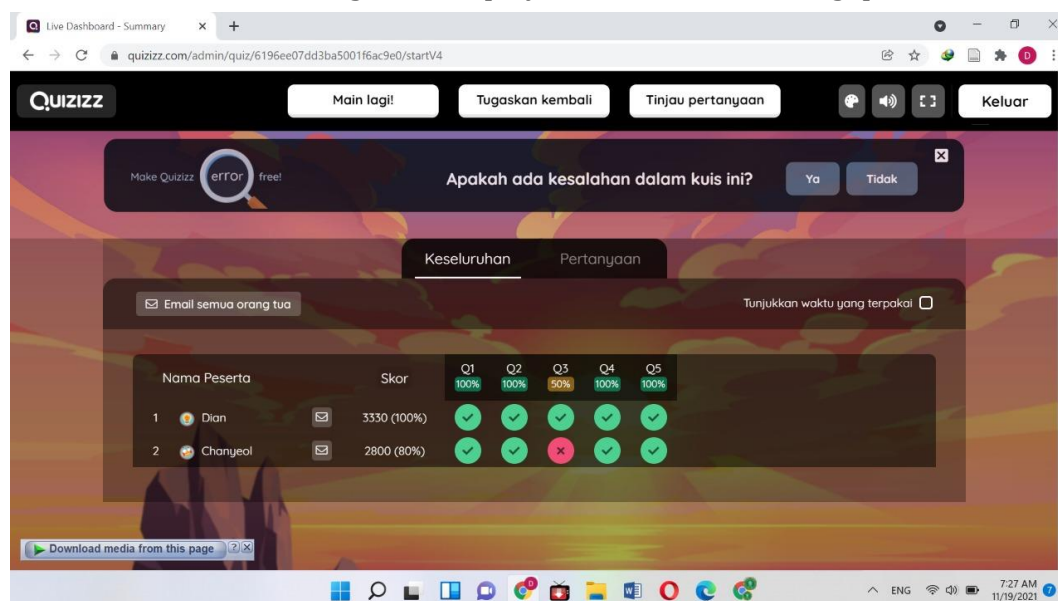 Live Dashboard - Summary
quizizz.com/admin/quiz/6196ee07dd3ba5001f6ac9e0/startV4
D
QUIZIZZ
Main lagi!
Tugaskan kembali
Tinjau pertanyaan
Keluar
Make Quizizz error free!
Apakah ada kesalahan dalam kuis ini?
Ya
Tidak
Keseluruhan
Pertanyaan
Email semua orang tua
Tunjukkan waktu yang terpakai
Nama Peserta Skor Q1 Q2 Q3 Q4 Q5
100% 100% 50% 100% 100%
1 Dian 3330 (100%)
2 Chanyeol 2800 (80%)
Download media from this page
ENG
7:27 AM
11/19/2021